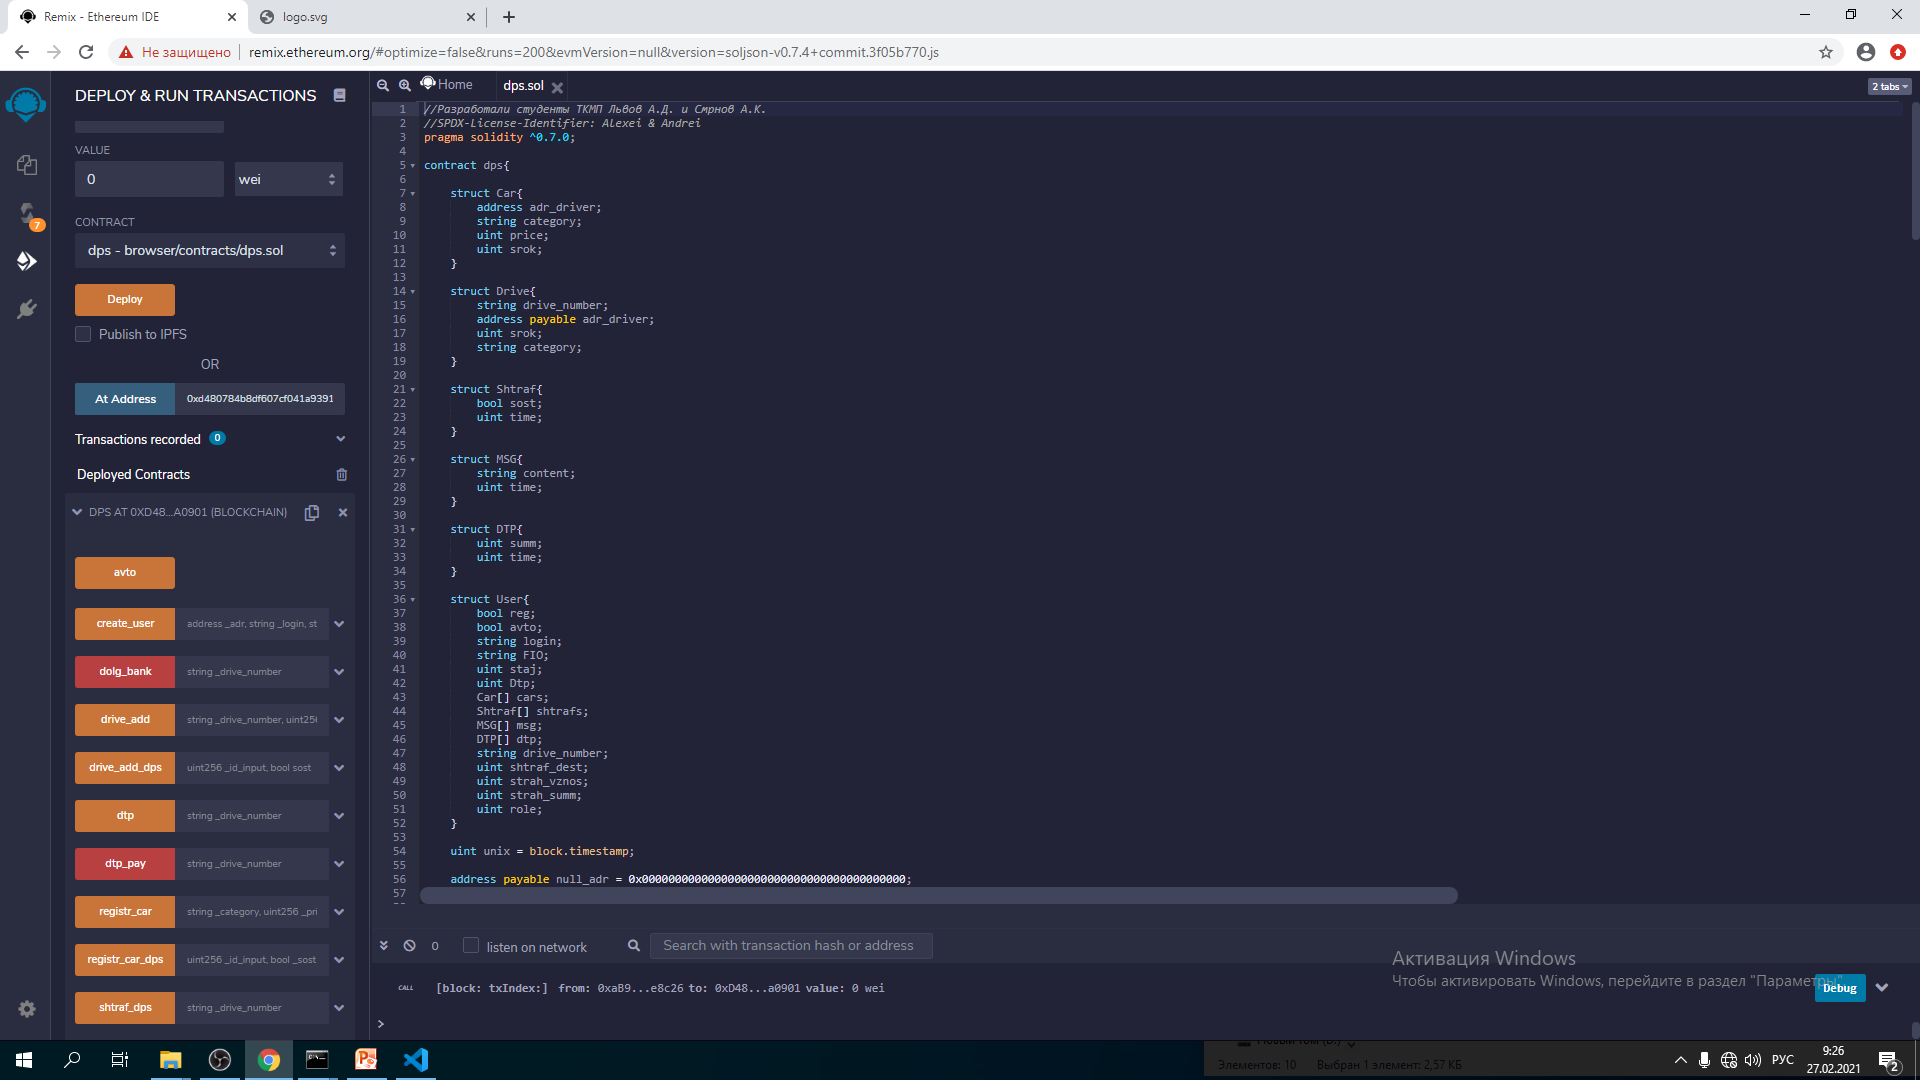 Remix - Ethereum IDE
logo.svg
Не защищено
remix.ethereum.org/#optimize=false&runs=200&evmVersion=null&version=soljson-v0.7.4+commit.3f05b770.js
DEPLOY & RUN TRANSACTIONS
VALUE
0
wei
CONTRACT
dps - browser/contracts/dps.sol
Deploy
Publish to IPFS
OR
At Address
0xd480784b8df607cf041a9391
Transactions recorded 0
Deployed Contracts
DPS AT 0XD48...A0901 (BLOCKCHAIN)
avto
create_user address _adr, string _login, st
dolg_bank string _drive_number
drive_add string _drive_number, uint25
drive_add_dps uint256 _id_input, bool sost
dtp string _drive_number
dtp_pay string _drive_number
registr_car string _category, uint256 _pri
registr_car_dps uint256 _id_input, bool _sost
shtraf_dps string _drive_number
7
Home
dps.sol
2 tabs
1 //Разработали студенты ТКМП Львов А.Д. и Смрнов А.К.
2 //SPDX-License-Identifier: Alexei & Andrei
3 pragma solidity ^0.7.0;
4
5 contract dps{
6
7 struct Car{
8 address adr_driver;
9 string category;
10 uint price;
11 uint srok;
12 }
13
14 struct Drive{
15 string drive_number;
16 address payable adr_driver;
17 uint srok;
18 string category;
19 }
20
21 struct Shtraf{
22 bool sost;
23 uint time;
24 }
25
26 struct MSG{
27 string content;
28 uint time;
29 }
30
31 struct DTP{
32 uint summ;
33 uint time;
34 }
35
36 struct User{
37 bool reg;
38 bool avto;
39 string login;
40 string FIO;
41 uint staj;
42 uint Dtp;
43 Car[] cars;
44 Shtraf[] shtrafs;
45 MSG[] msg;
46 DTP[] dtp;
47 string drive_number;
48 uint shtraf_dest;
49 uint strah_vznos;
50 uint strah_summ;
51 uint role;
52 }
53
54 uint unix = block.timestamp;
55
56 address payable null_adr = 0x0000000000000000000000000000000000000000;
57
0
listen on network
Search with transaction hash or address
CALL [block: txIndex:] from: 0xaB9...e8c26 to: 0xD48...a0901 value: 0 wei
Debug
>
Активация Windows
Чтобы активировать Windows, перейдите в раздел "Параметры".
Элементов: 10 Выбран 1 элемент: 2,57 КБ
РУС
9:26
27.02.2021
2